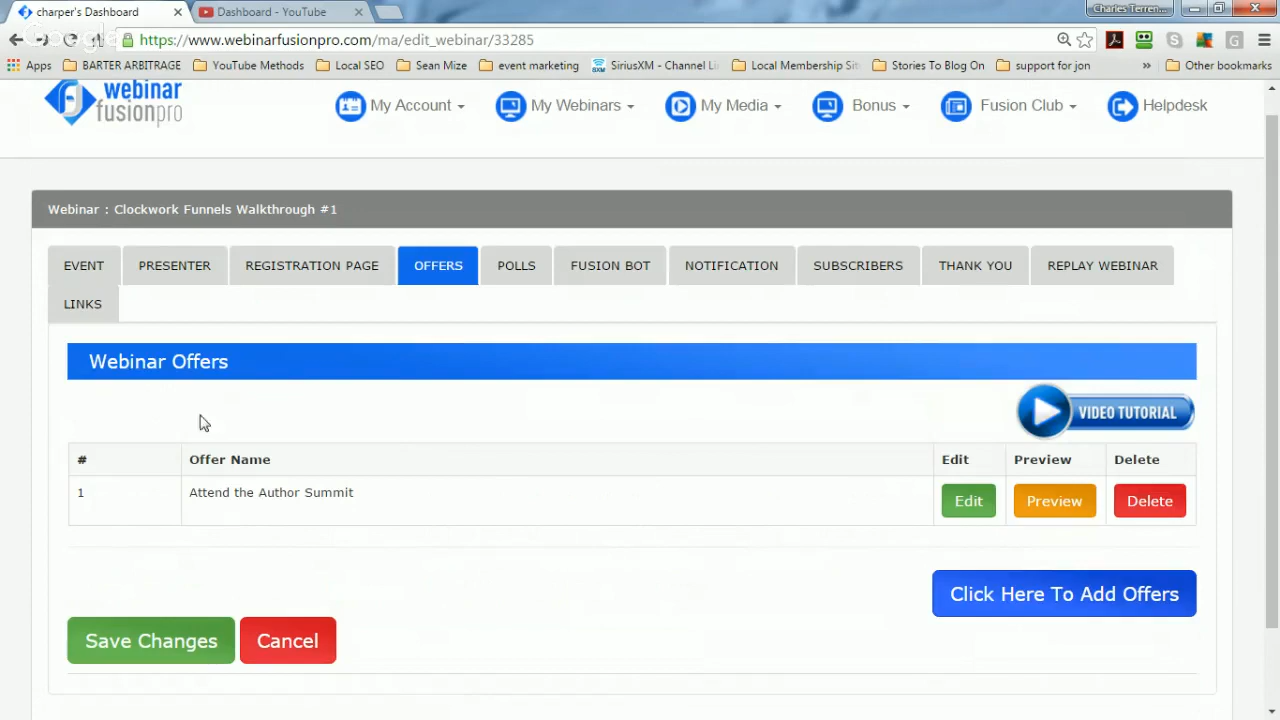 charper's Dashboard
Dashboard - YouTube
Charles Terren...
https://www.webinarfusionpro.com/ma/edit_webinar/33285
Apps BARTER ARBITRAGE YouTube Methods Local SEO Sean Mize event marketing SiriusXM - Channel Li Local Membership Sit Stories To Blog On support for jon » Other bookmarks
webinar
fusionpro
My Account My Webinars My Media Bonus Fusion Club Helpdesk
Webinar : Clockwork Funnels Walkthrough #1
EVENT PRESENTER REGISTRATION PAGE OFFERS POLLS FUSION BOT NOTIFICATION SUBSCRIBERS THANK YOU REPLAY WEBINAR
LINKS
Webinar Offers
VIDEO TUTORIAL
# Offer Name Edit Preview Delete
1 Attend the Author Summit Edit Preview Delete
Click Here To Add Offers
Save Changes Cancel